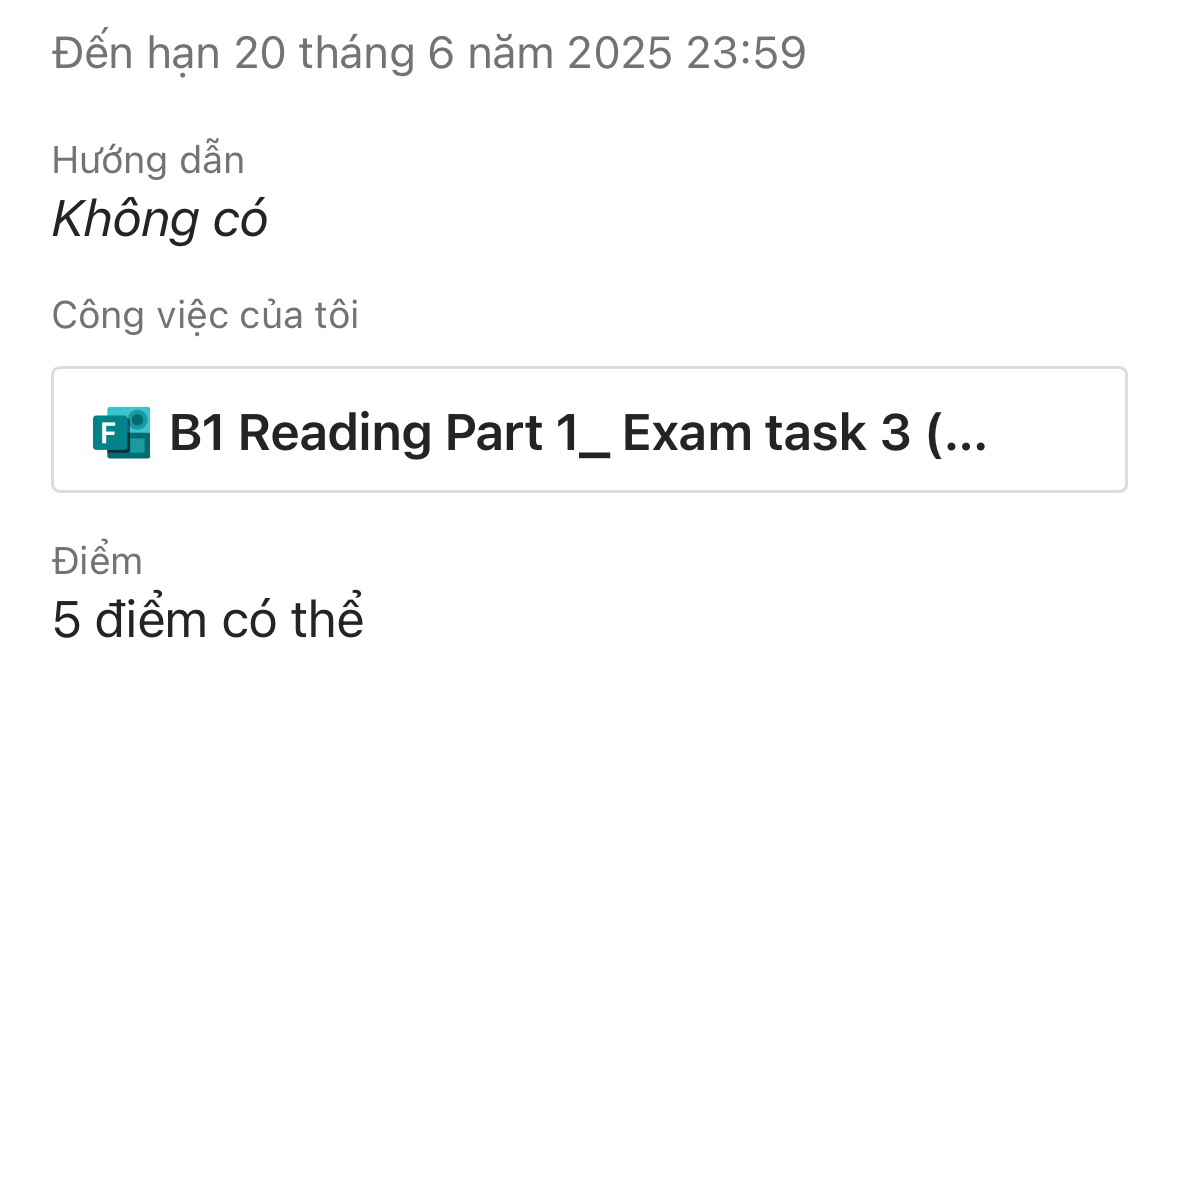 Đến hạn 20 tháng 6 năm 2025 23:59
Hướng dẫn
Không có
Công việc của tôi
F B1 Reading Part 1_ Exam task 3 (...
Điểm
5 điểm có thể